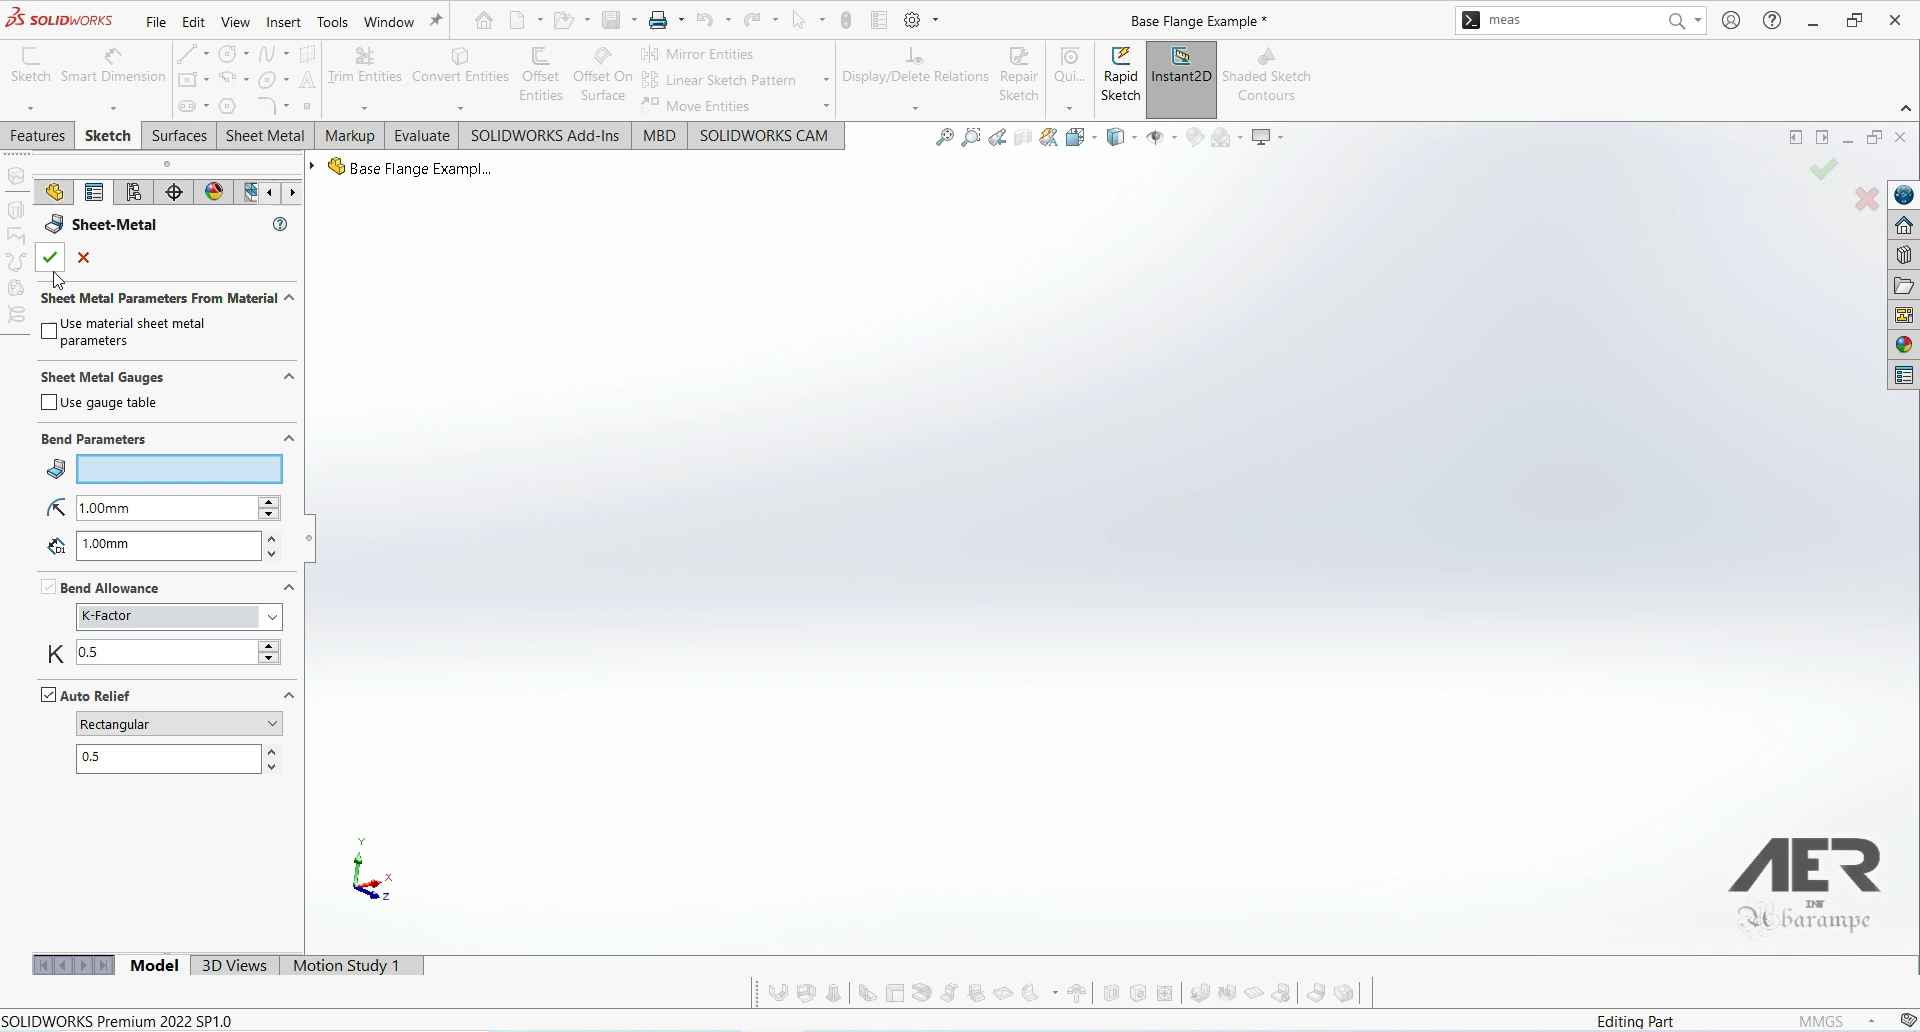 SOLIDWORKS File Edit View Insert Tools Window Base Flange Example * meas
Sketch Smart Dimension Trim Entities Convert Entities Offset Entities Offset On Surface Mirror Entities Linear Sketch Pattern Move Entities Display/Delete Relations Repair Sketch Qui... Rapid Sketch Instant2D Shaded Sketch Contours
Features Sketch Surfaces Sheet Metal Markup Evaluate SOLIDWORKS Add-Ins MBD SOLIDWORKS CAM
Base Flange Exampl...
Sheet-Metal
Sheet Metal Parameters From Material
Use material sheet metal
parameters
Sheet Metal Gauges
Use gauge table
Bend Parameters
1.00mm
1.00mm
Bend Allowance
K-Factor
K 0.5
Auto Relief
Rectangular
0.5
Y
X
Z
AER
INT
Abarampe
Model 3D Views Motion Study 1
SOLIDWORKS Premium 2022 SP1.0 Editing Part MMGS